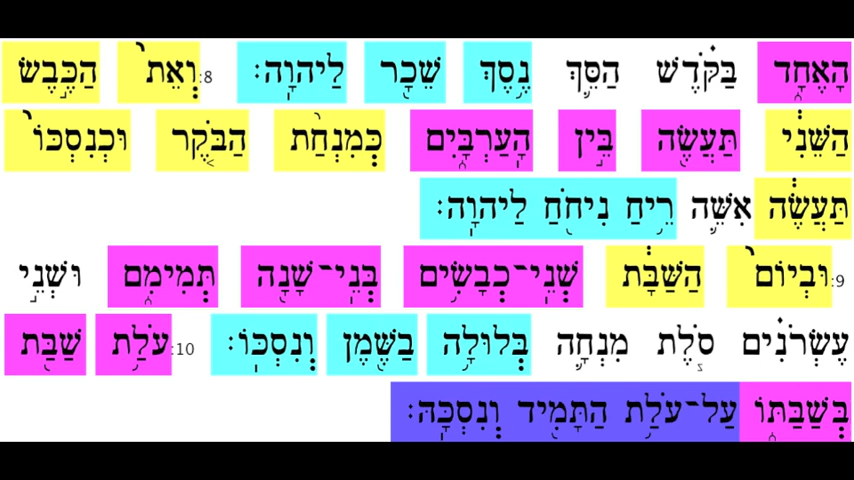 הָאֶחָ֑ד בַּקֹּ֗דֶשׁ הַסֵּ֛ךְ נֶ֥סֶךְ שֵׁכָ֖ר לַיהוָֽה׃ 8: וְאֵת֙ הַכֶּ֣בֶשׂ
הַשֵּׁנִ֔י תַּעֲשֶׂ֖ה בֵּ֣ין הָֽעַרְבָּ֑יִם כְּמִנְחַ֨ת הַבֹּ֤קֶר וּכְנִסְכּוֹ֙
תַּעֲשֶׂ֔ה אִשֵּׁ֛ה רֵ֥יחַ נִיחֹ֖חַ לַיהוָֽה׃
9: וּבְיוֹם֙ הַשַּׁבָּ֔ת שְׁנֵֽי־כְבָשִׂ֥ים בְּנֵֽי־שָׁנָ֖ה תְּמִימִ֑ם וּשְׁנֵ֣י
עֶשְׂרֹנִ֗ים סֹ֧לֶת מִנְחָ֛ה בְּלוּלָ֥ה בַשֶּׁ֖מֶן וְנִסְכּֽוֹ׃ 10: עֹלַ֥ת שַׁבַּ֖ת
בְּשַׁבַּתּ֑וֹ עַל־עֹלַ֥ת הַתָּמִ֖יד וְנִסְכָּֽהּ׃